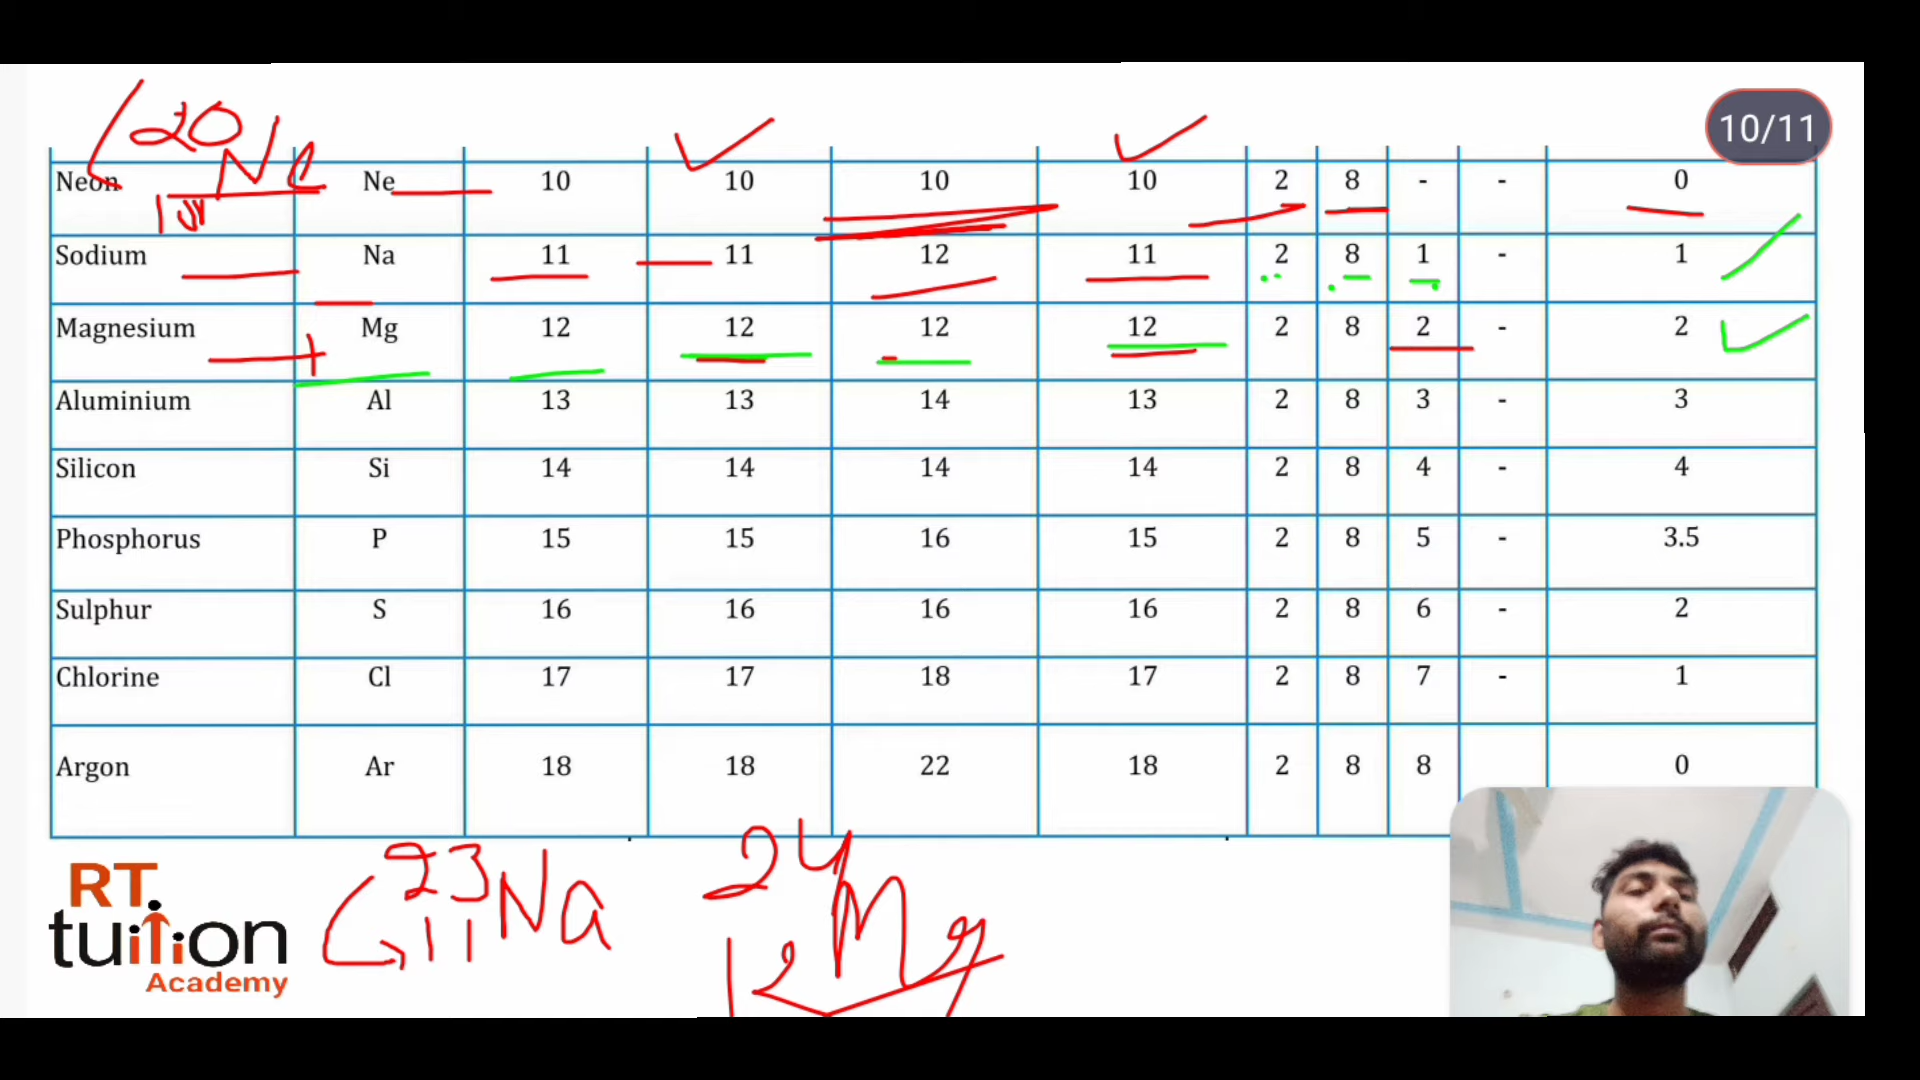 10/11
20 Ne
10
Neon Ne 10 10 10 10 2 8 - - 0
Sodium Na 11 11 12 11 2 8 1 - 1
Magnesium Mg 12 12 12 12 2 8 2 - 2
Aluminium Al 13 13 14 13 2 8 3 - 3
Silicon Si 14 14 14 14 2 8 4 - 4
Phosphorus P 15 15 16 15 2 8 5 - 3.5
Sulphur S 16 16 16 16 2 8 6 - 2
Chlorine Cl 17 17 18 17 2 8 7 - 1
Argon Ar 18 18 22 18 2 8 8 0
RT
tuition
Academy
23 Na
11
24 Mg
12